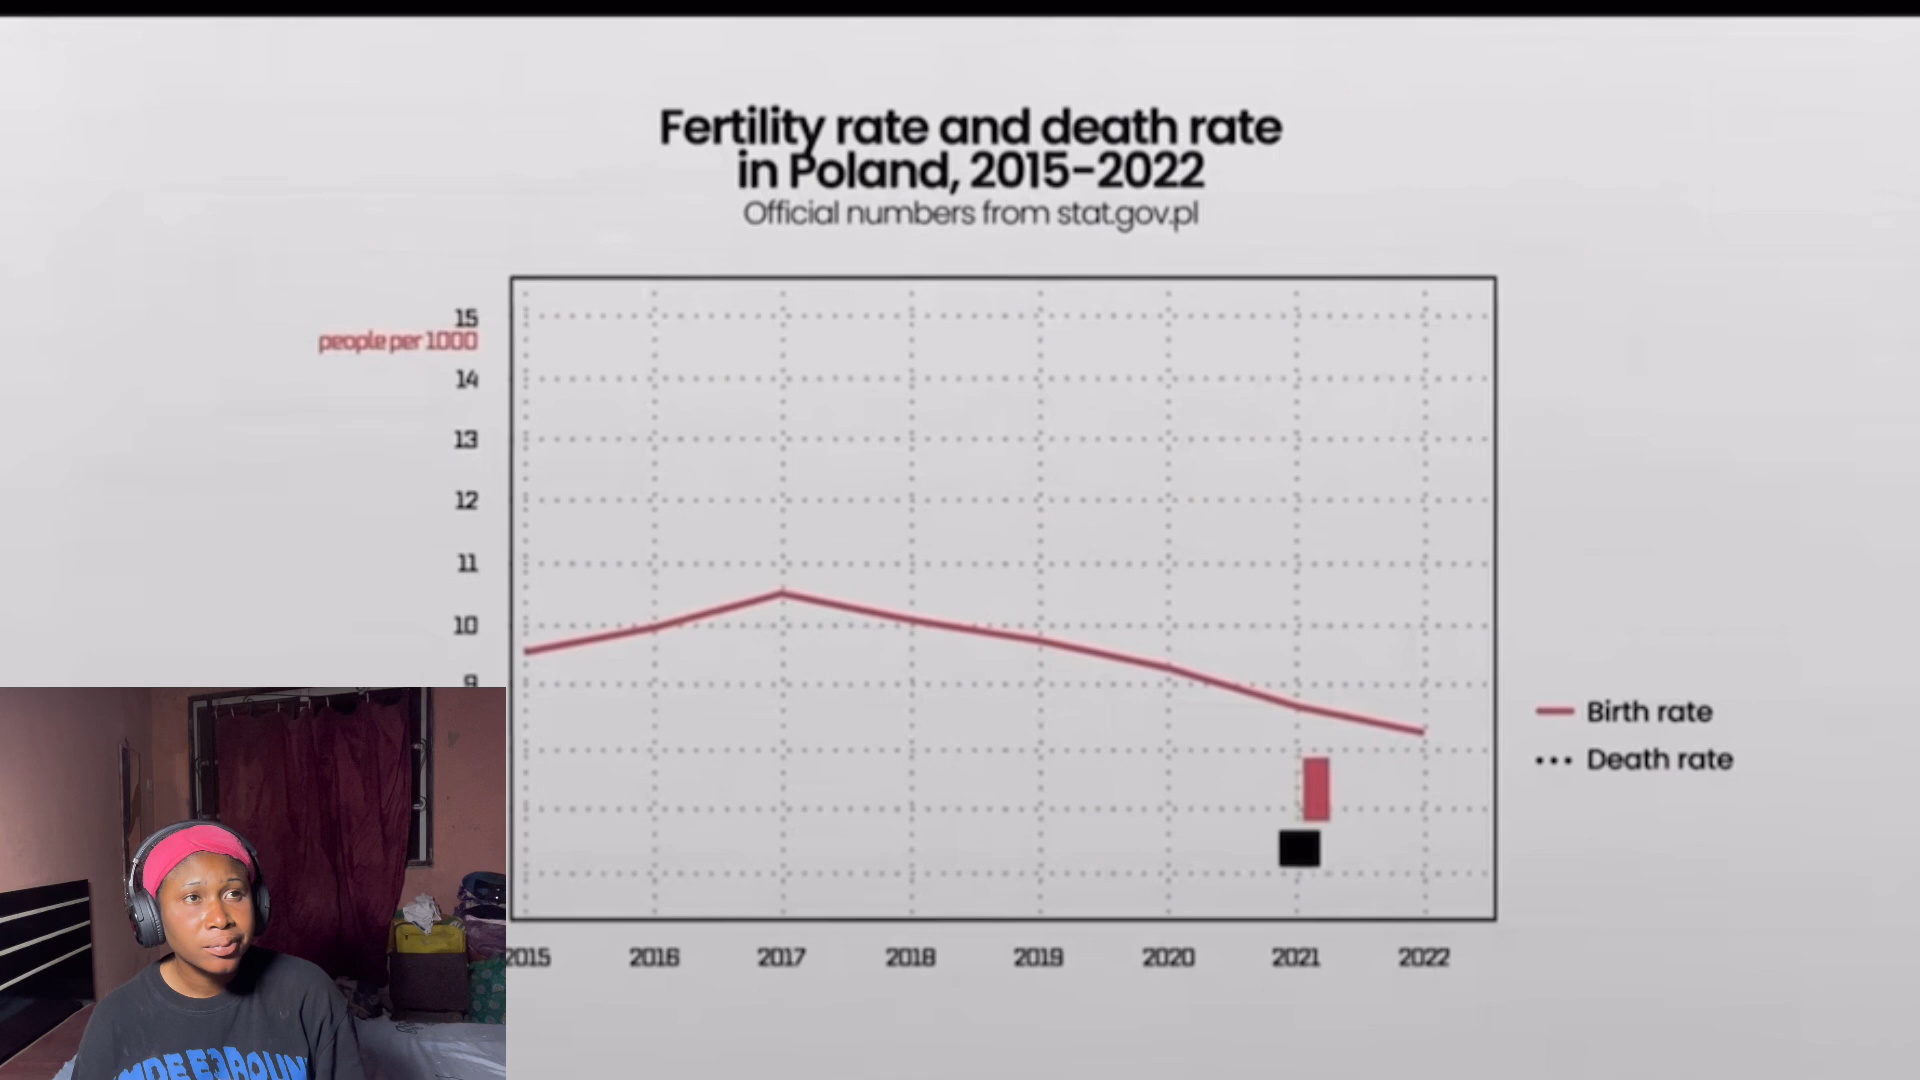 Fertility rate and death rate
in Poland, 2015-2022
Official numbers from stat.gov.pl
15
people per 1000
14
13
12
11
10
9
Birth rate
Death rate
2015 2016 2017 2018 2019 2020 2021 2022